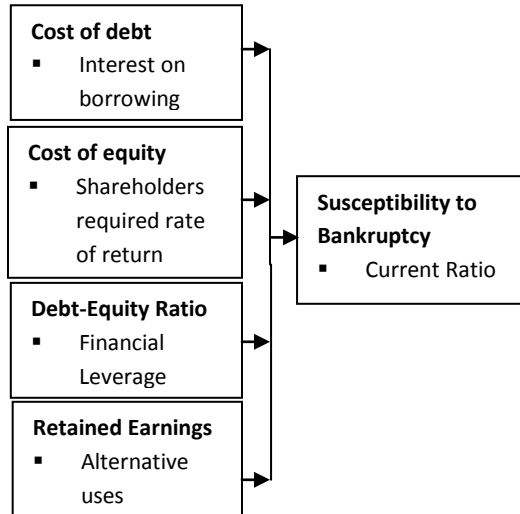 Cost of debt
▪ Interest on
borrowing
Cost of equity
▪ Shareholders
required rate
of return
Debt-Equity Ratio
▪ Financial
Leverage
Retained Earnings
▪ Alternative
uses
Susceptibility to
Bankruptcy
▪ Current Ratio